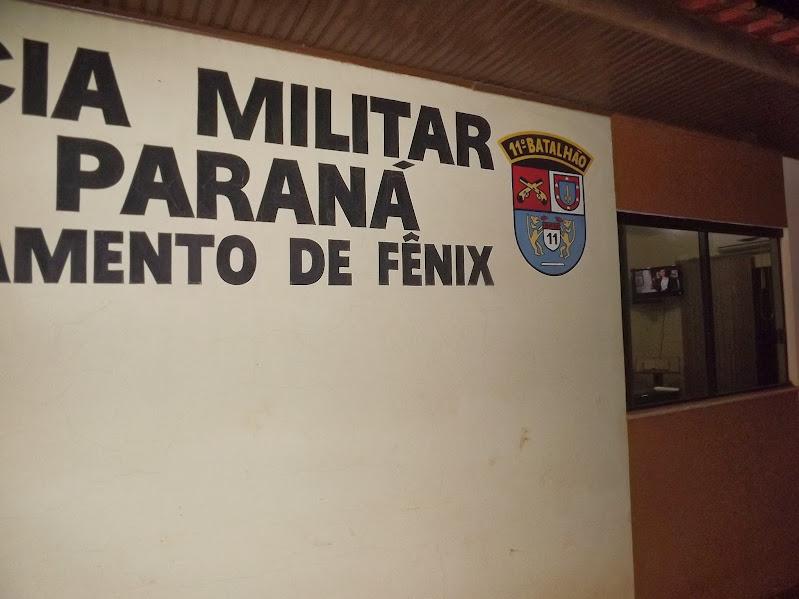 CIA MILITAR
PARANÁ
AMENTO DE FÊNIX
11º BATALHÃO
11